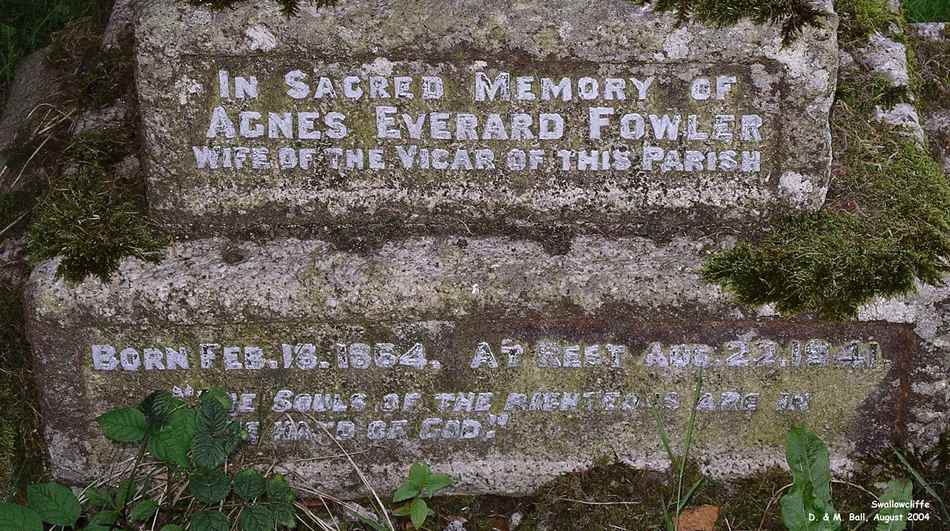 In Sacred Memory of
Agnes Everard Fowler
Wife of the Vicar of this Parish
Born Feb. 18. 1864. At Rest Aug. 22. 1941.
Souls of the Righteous are in
of God."
Swallowcliffe
D. & M. Ball, August 2004